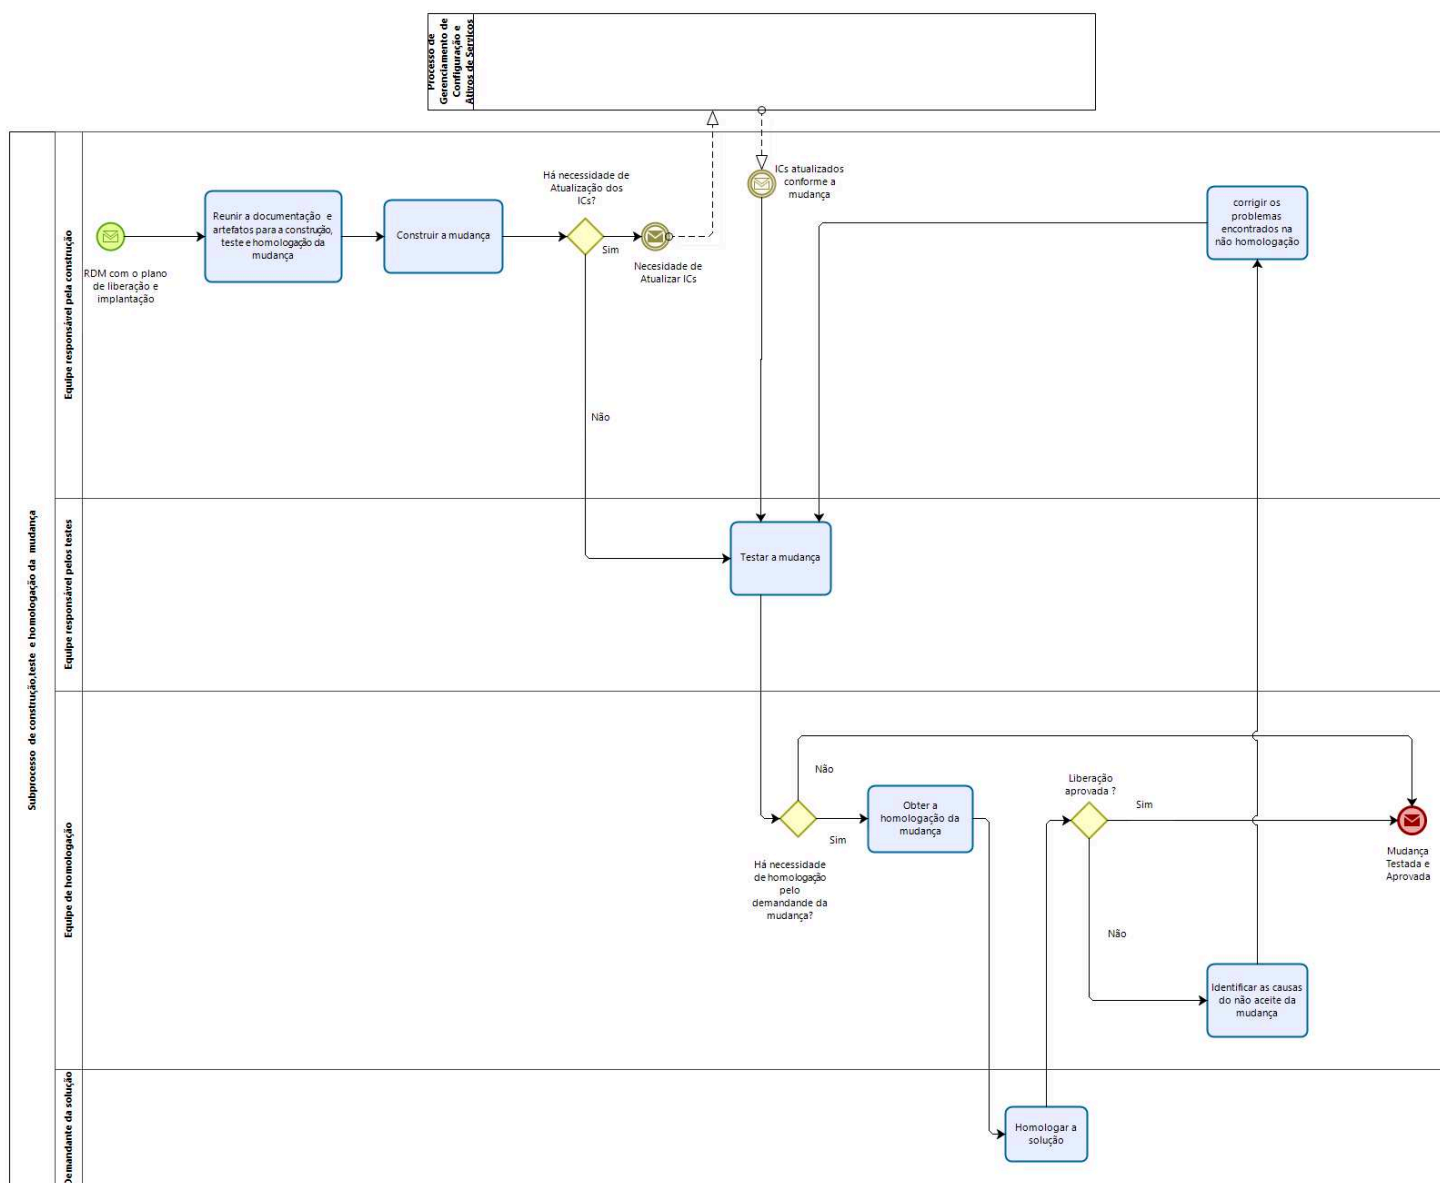 Processo de
Gerenciamento de
Configuração e
Ativos de Serviços
Subprocesso de construção,teste e homologação da mudança
Equipe responsável pela construção
RDM com o plano
de liberação e
implantação
Reunir a documentação e
artefatos para a construção,
teste e homologação da
mudança
Construir a mudança
Há necessidade de
Atualização dos
ICs?
Sim
Não
Necesidade de
Atualizar ICs
ICs atualizados
conforme a
mudança
corrigir os
problemas
encontrados na
não homologação
Equipe responsável pelos testes
Testar a mudança
Equipe de homologação
Não
Sim
Há necessidade
de homologação
pelo
demandande da
mudança?
Obter a
homologação da
mudança
Liberação
aprovada ?
Sim
Não
Mudança
Testada e
Aprovada
Identificar as causas
do não aceite da
mudança
Demandante da solução
Homologar a
solução